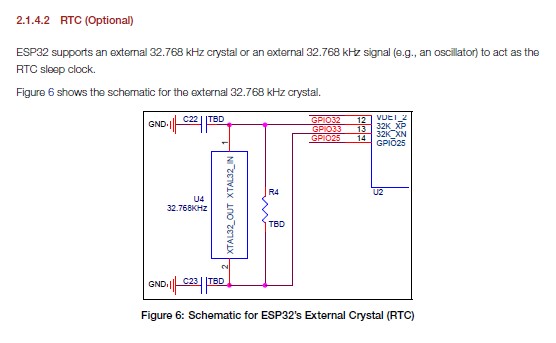 2.1.4.2 RTC (Optional)
ESP32 supports an external 32.768 kHz crystal or an external 32.768 kHz signal (e.g., an oscillator) to act as the
RTC sleep clock.
Figure 6 shows the schematic for the external 32.768 kHz crystal.
GND C22 TBD
GPIO32 12 32K_XP
GPIO33 13 32K_XN
GPIO25 14 GPIO25
1
XTAL32_OUT XTAL32_IN
U4
32.768KHz
R4
TBD
U2
2
GND C23 TBD
Figure 6: Schematic for ESP32's External Crystal (RTC)